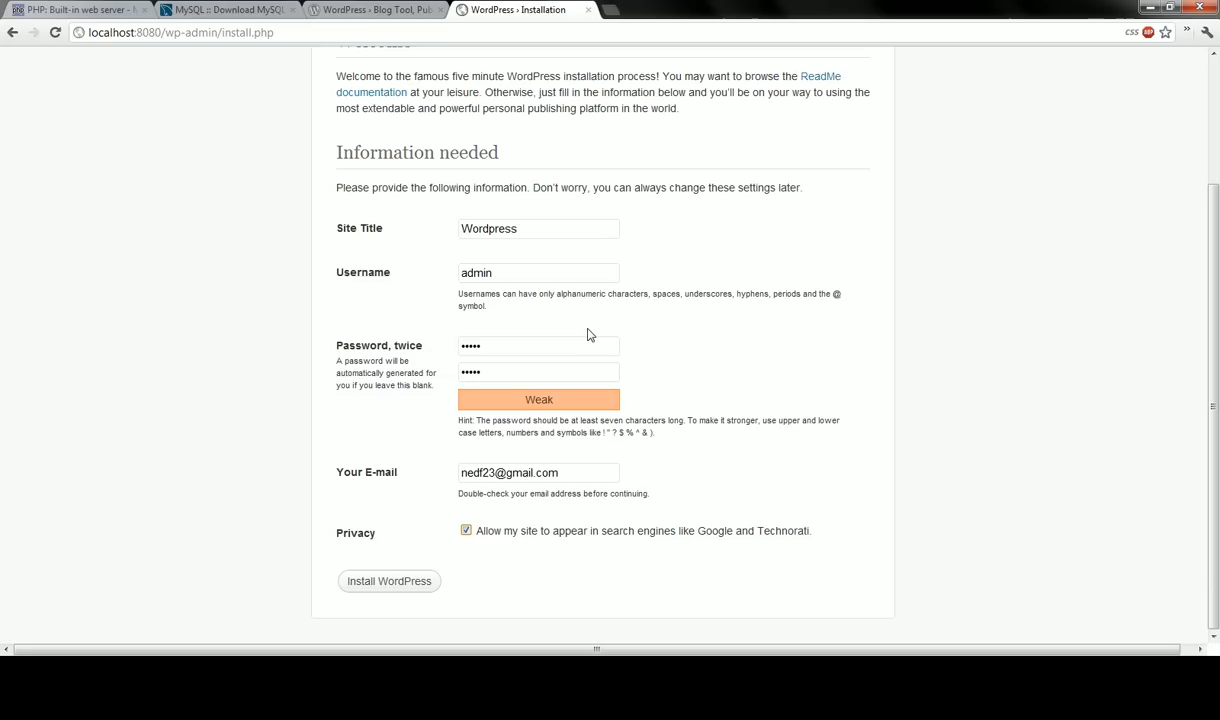 PHP: Built-in web server -
MySQL :: Download MySQL
WordPress › Blog Tool, Pub
WordPress › Installation
localhost:8080/wp-admin/install.php
CSS
ABP
Welcome to the famous five minute WordPress installation process! You may want to browse the ReadMe
documentation at your leisure. Otherwise, just fill in the information below and you'll be on your way to using the
most extendable and powerful personal publishing platform in the world.
Information needed
Please provide the following information. Don't worry, you can always change these settings later.
Site Title
Wordpress
Username
admin
Usernames can have only alphanumeric characters, spaces, underscores, hyphens, periods and the @
symbol.
Password, twice
A password will be
automatically generated for
you if you leave this blank.
•••••
•••••
Weak
Hint: The password should be at least seven characters long. To make it stronger, use upper and lower
case letters, numbers and symbols like ! " ? $ % ^ & ).
Your E-mail
nedf23@gmail.com
Double-check your email address before continuing.
Privacy
Allow my site to appear in search engines like Google and Technorati.
Install WordPress